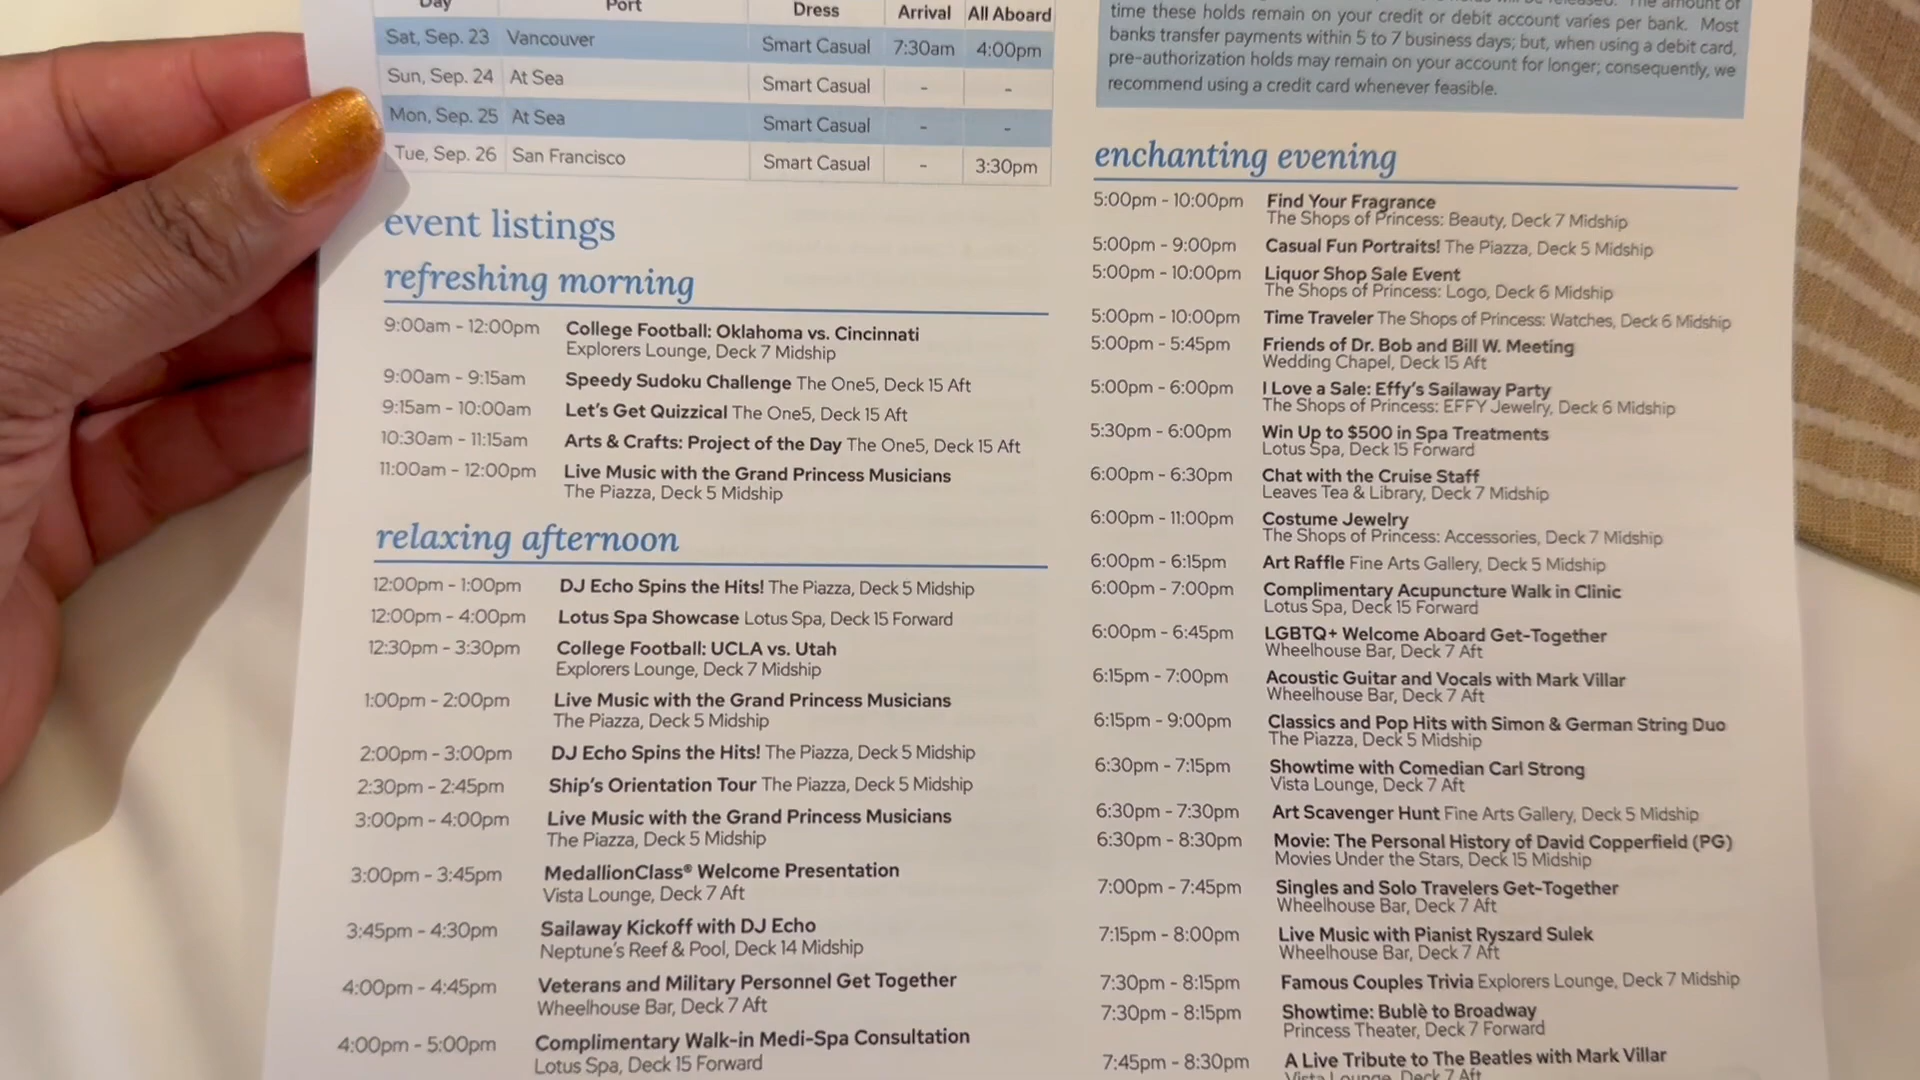 Day Port Dress Arrival All Aboard
Sat, Sep. 23 Vancouver Smart Casual 7:30am 4:00pm
Sun, Sep. 24 At Sea Smart Casual - -
Mon, Sep. 25 At Sea Smart Casual - -
Tue, Sep. 26 San Francisco Smart Casual - 3:30pm
event listings
refreshing morning
9:00am - 12:00pm College Football: Oklahoma vs. Cincinnati
Explorers Lounge, Deck 7 Midship
9:00am - 9:15am Speedy Sudoku Challenge The One5, Deck 15 Aft
9:15am - 10:00am Let's Get Quizzical The One5, Deck 15 Aft
10:30am - 11:15am Arts & Crafts: Project of the Day The One5, Deck 15 Aft
11:00am - 12:00pm Live Music with the Grand Princess Musicians
The Piazza, Deck 5 Midship
relaxing afternoon
12:00pm - 1:00pm DJ Echo Spins the Hits! The Piazza, Deck 5 Midship
12:00pm - 4:00pm Lotus Spa Showcase Lotus Spa, Deck 15 Forward
12:30pm - 3:30pm College Football: UCLA vs. Utah
Explorers Lounge, Deck 7 Midship
1:00pm - 2:00pm Live Music with the Grand Princess Musicians
The Piazza, Deck 5 Midship
2:00pm - 3:00pm DJ Echo Spins the Hits! The Piazza, Deck 5 Midship
2:30pm - 2:45pm Ship's Orientation Tour The Piazza, Deck 5 Midship
3:00pm - 4:00pm Live Music with the Grand Princess Musicians
The Piazza, Deck 5 Midship
3:00pm - 3:45pm MedallionClass® Welcome Presentation
Vista Lounge, Deck 7 Aft
3:45pm - 4:30pm Sailaway Kickoff with DJ Echo
Neptune's Reef & Pool, Deck 14 Midship
4:00pm - 4:45pm Veterans and Military Personnel Get Together
Wheelhouse Bar, Deck 7 Aft
4:00pm - 5:00pm Complimentary Walk-in Medi-Spa Consultation
Lotus Spa, Deck 15 Forward
will be released. The amount of
time these holds remain on your credit or debit account varies per bank. Most
banks transfer payments within 5 to 7 business days; but, when using a debit card,
pre-authorization holds may remain on your account for longer; consequently, we
recommend using a credit card whenever feasible.
enchanting evening
5:00pm - 10:00pm Find Your Fragrance
The Shops of Princess: Beauty, Deck 7 Midship
5:00pm - 9:00pm Casual Fun Portraits! The Piazza, Deck 5 Midship
5:00pm - 10:00pm Liquor Shop Sale Event
The Shops of Princess: Logo, Deck 6 Midship
5:00pm - 10:00pm Time Traveler The Shops of Princess: Watches, Deck 6 Midship
5:00pm - 5:45pm Friends of Dr. Bob and Bill W. Meeting
Wedding Chapel, Deck 15 Aft
5:00pm - 6:00pm I Love a Sale: Effy's Sailaway Party
The Shops of Princess: EFFY Jewelry, Deck 6 Midship
5:30pm - 6:00pm Win Up to $500 in Spa Treatments
Lotus Spa, Deck 15 Forward
6:00pm - 6:30pm Chat with the Cruise Staff
Leaves Tea & Library, Deck 7 Midship
6:00pm - 11:00pm Costume Jewelry
The Shops of Princess: Accessories, Deck 7 Midship
6:00pm - 6:15pm Art Raffle Fine Arts Gallery, Deck 5 Midship
6:00pm - 7:00pm Complimentary Acupuncture Walk in Clinic
Lotus Spa, Deck 15 Forward
6:00pm - 6:45pm LGBTQ+ Welcome Aboard Get-Together
Wheelhouse Bar, Deck 7 Aft
6:15pm - 7:00pm Acoustic Guitar and Vocals with Mark Villar
Wheelhouse Bar, Deck 7 Aft
6:15pm - 9:00pm Classics and Pop Hits with Simon & German String Duo
The Piazza, Deck 5 Midship
6:30pm - 7:15pm Showtime with Comedian Carl Strong
Vista Lounge, Deck 7 Aft
6:30pm - 7:30pm Art Scavenger Hunt Fine Arts Gallery, Deck 5 Midship
6:30pm - 8:30pm Movie: The Personal History of David Copperfield (PG)
Movies Under the Stars, Deck 15 Midship
7:00pm - 7:45pm Singles and Solo Travelers Get-Together
Wheelhouse Bar, Deck 7 Aft
7:15pm - 8:00pm Live Music with Pianist Ryszard Sulek
Wheelhouse Bar, Deck 7 Aft
7:30pm - 8:15pm Famous Couples Trivia Explorers Lounge, Deck 7 Midship
7:30pm - 8:15pm Showtime: Bublè to Broadway
Princess Theater, Deck 7 Forward
7:45pm - 8:30pm A Live Tribute to The Beatles with Mark Villar
Vista Lounge, Deck 7 Aft